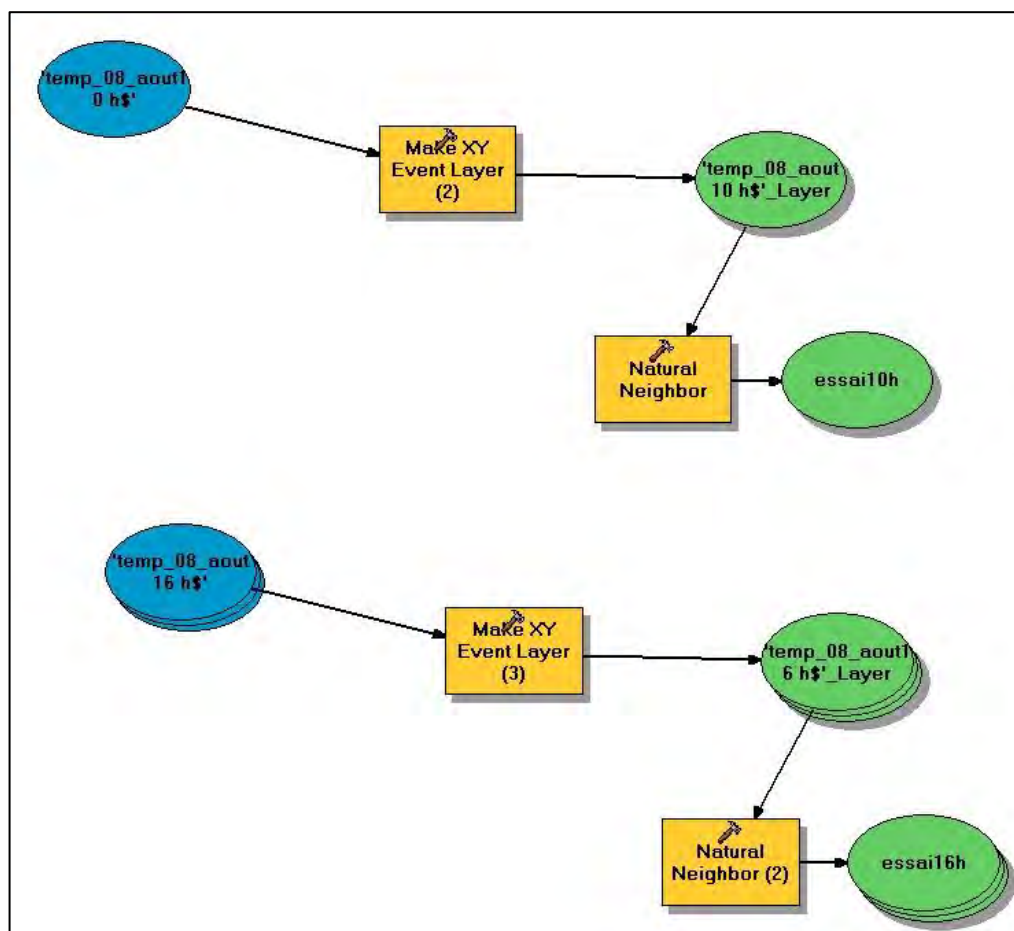 'temp_08_aout1
0 h$'
Make XY
Event Layer
(2)
'temp_08_aout
10 h$'_Layer
Natural
Neighbor
essai10h
'temp_08_aout
16 h$'
Make XY
Event Layer
(3)
'temp_08_aout1
6 h$'_Layer
Natural
Neighbor (2)
essai16h